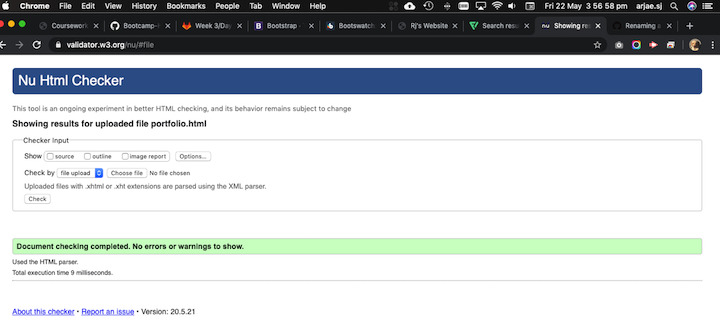 Chrome File Edit View History Bookmarks People Tab Window Help Fri 22 May 3 56 58 pm arjae.sj
Coursework Bootcamp- Week 3/Day Bootstrap Bootswatch Rj's Website Search resu Showing res Renaming a
validator.w3.org/nu/#file
Nu Html Checker
This tool is an ongoing experiment in better HTML checking, and its behavior remains subject to change
Showing results for uploaded file portfolio.html
Checker Input
Show source outline image report Options...
Check by file upload Choose file No file chosen
Uploaded files with .xhtml or .xht extensions are parsed using the XML parser.
Check
Document checking completed. No errors or warnings to show.
Used the HTML parser.
Total execution time 9 milliseconds.
About this checker • Report an issue • Version: 20.5.21